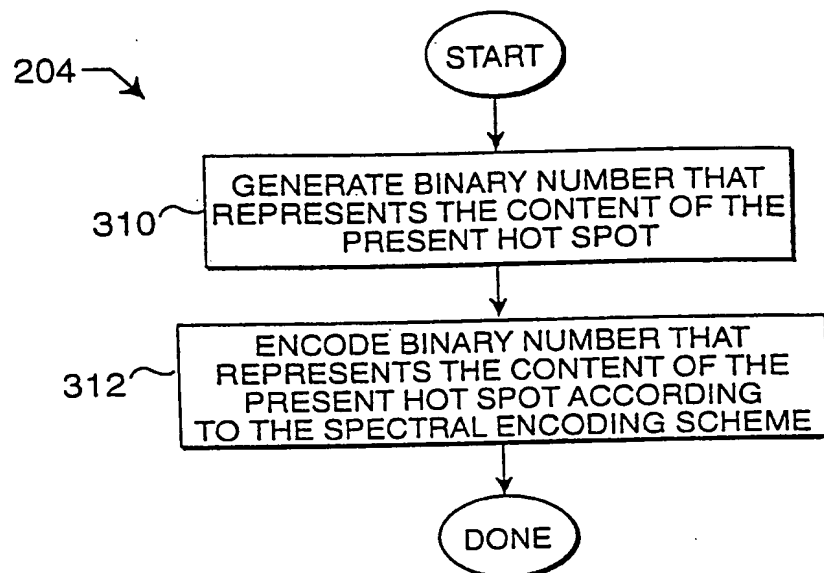 START
204
GENERATE BINARY NUMBER THAT
REPRESENTS THE CONTENT OF THE
PRESENT HOT SPOT
310
ENCODE BINARY NUMBER THAT
REPRESENTS THE CONTENT OF THE
PRESENT HOT SPOT ACCORDING
TO THE SPECTRAL ENCODING SCHEME
312
DONE